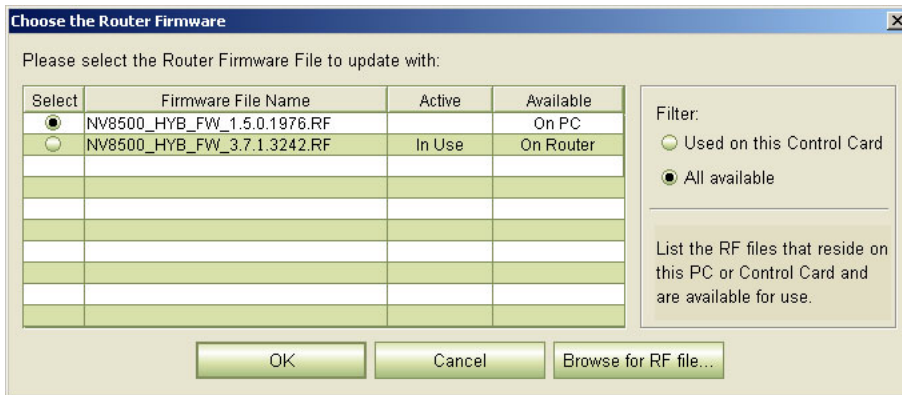 Choose the Router Firmware
Please select the Router Firmware File to update with:
Select Firmware File Name Active Available
NV8500_HYB_FW_1.5.0.1976.RF On PC
NV8500_HYB_FW_3.7.1.3242.RF In Use On Router
Filter:
Used on this Control Card
All available
List the RF files that reside on
this PC or Control Card and
are available for use.
OK Cancel Browse for RF file...